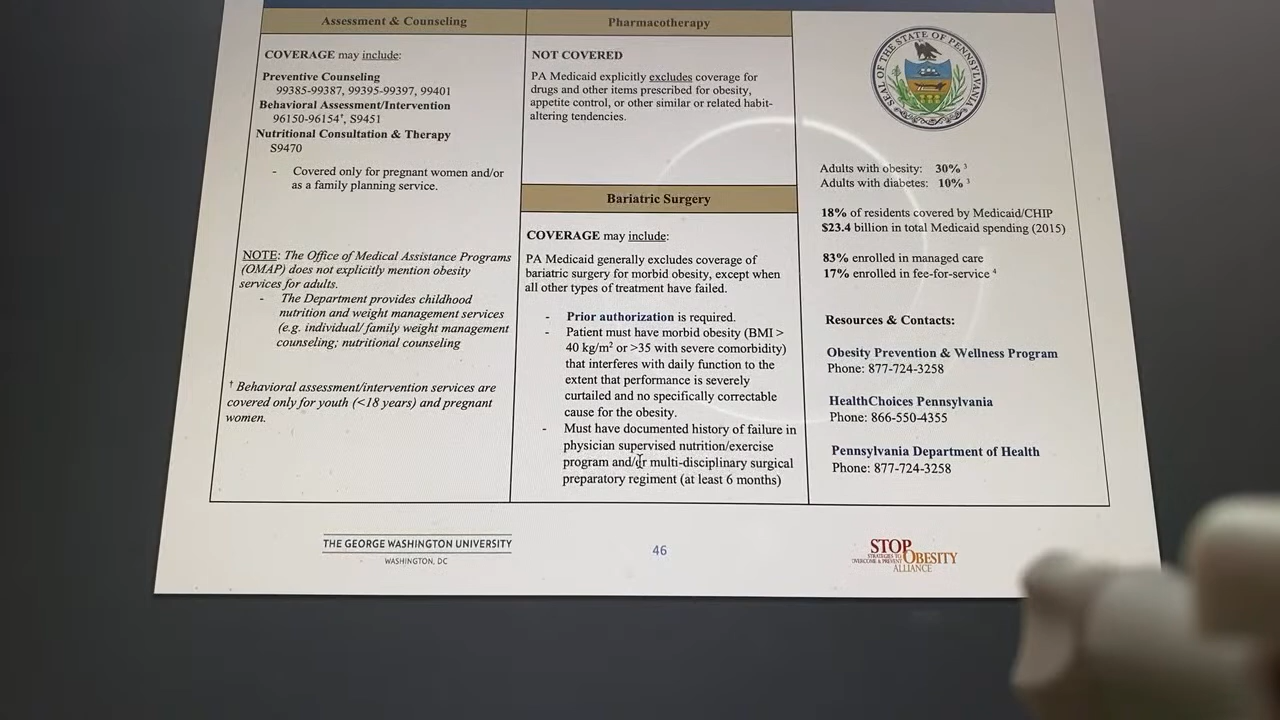 Assessment & Counseling
COVERAGE may include:
Preventive Counseling
99385-99387, 99395-99397, 99401
Behavioral Assessment/Intervention
96150-96154†, S9451
Nutritional Consultation & Therapy
S9470
- Covered only for pregnant women and/or
as a family planning service.
NOTE: The Office of Medical Assistance Programs
(OMAP) does not explicitly mention obesity
services for adults.
- The Department provides childhood
nutrition and weight management services
(e.g. individual/ family weight management
counseling; nutritional counseling
† Behavioral assessment/intervention services are
covered only for youth (<18 years) and pregnant
women.
Pharmacotherapy
NOT COVERED
PA Medicaid explicitly excludes coverage for
drugs and other items prescribed for obesity,
appetite control, or other similar or related habit-
altering tendencies.
Bariatric Surgery
COVERAGE may include:
PA Medicaid generally excludes coverage of
bariatric surgery for morbid obesity, except when
all other types of treatment have failed.
- Prior authorization is required.
- Patient must have morbid obesity (BMI >
40 kg/m² or >35 with severe comorbidity)
that interferes with daily function to the
extent that performance is severely
curtailed and no specifically correctable
cause for the obesity.
- Must have documented history of failure in
physician supervised nutrition/exercise
program and/or multi-disciplinary surgical
preparatory regiment (at least 6 months)
SEAL OF THE STATE OF PENNSYLVANIA
Adults with obesity: 30% ³
Adults with diabetes: 10% ³
18% of residents covered by Medicaid/CHIP
$23.4 billion in total Medicaid spending (2015)
83% enrolled in managed care
17% enrolled in fee-for-service ⁴
Resources & Contacts:
Obesity Prevention & Wellness Program
Phone: 877-724-3258
HealthChoices Pennsylvania
Phone: 866-550-4355
Pennsylvania Department of Health
Phone: 877-724-3258
THE GEORGE WASHINGTON UNIVERSITY
WASHINGTON, DC
46
STOP
STRATEGIES TO
OVERCOME & PREVENT OBESITY
ALLIANCE